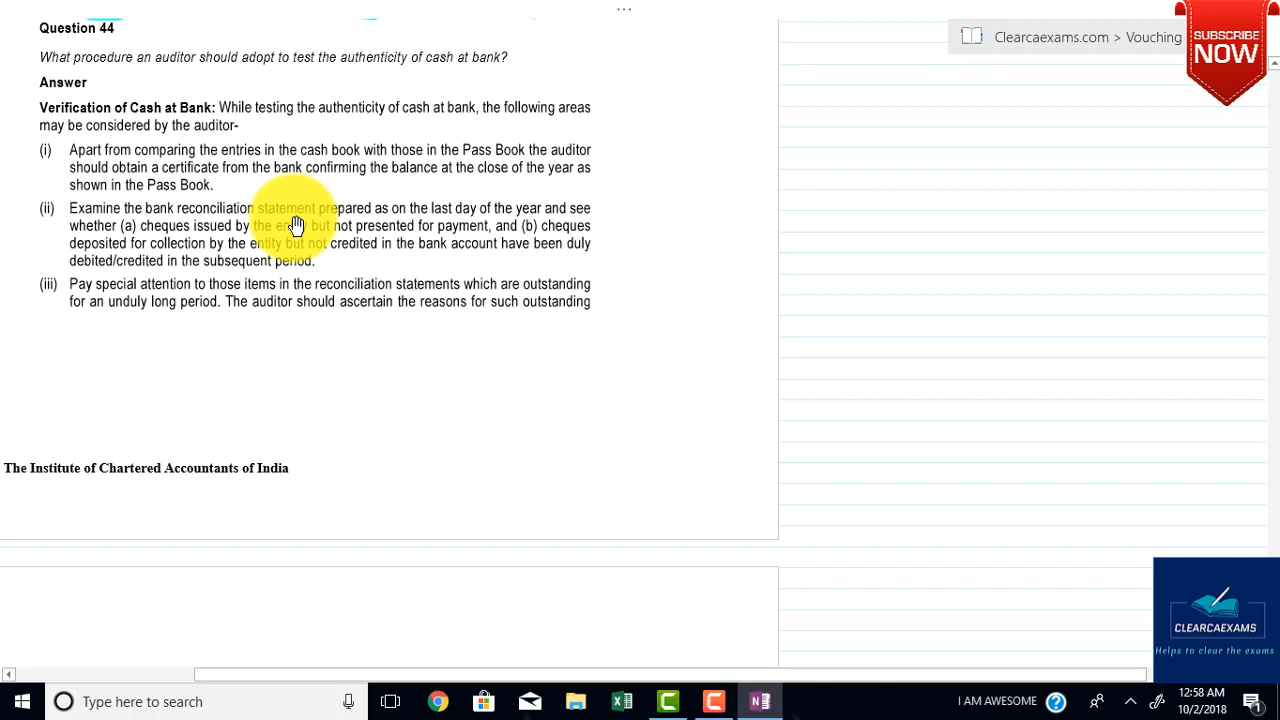 Question 44
Clearcaexams.com > Vouching
SUBSCRIBE
NOW
What procedure an auditor should adopt to test the authenticity of cash at bank?
Answer
Verification of Cash at Bank: While testing the authenticity of cash at bank, the following areas
may be considered by the auditor-
(i) Apart from comparing the entries in the cash book with those in the Pass Book the auditor
should obtain a certificate from the bank confirming the balance at the close of the year as
shown in the Pass Book.
(ii) Examine the bank reconciliation statement prepared as on the last day of the year and see
whether (a) cheques issued by the entity but not presented for payment, and (b) cheques
deposited for collection by the entity but not credited in the bank account have been duly
debited/credited in the subsequent period.
(iii) Pay special attention to those items in the reconciliation statements which are outstanding
for an unduly long period. The auditor should ascertain the reasons for such outstanding
The Institute of Chartered Accountants of India
CLEARCAEXAMS
Helps to clear the exams
Type here to search
I AM AWESOME
12:58 AM
10/2/2018
1